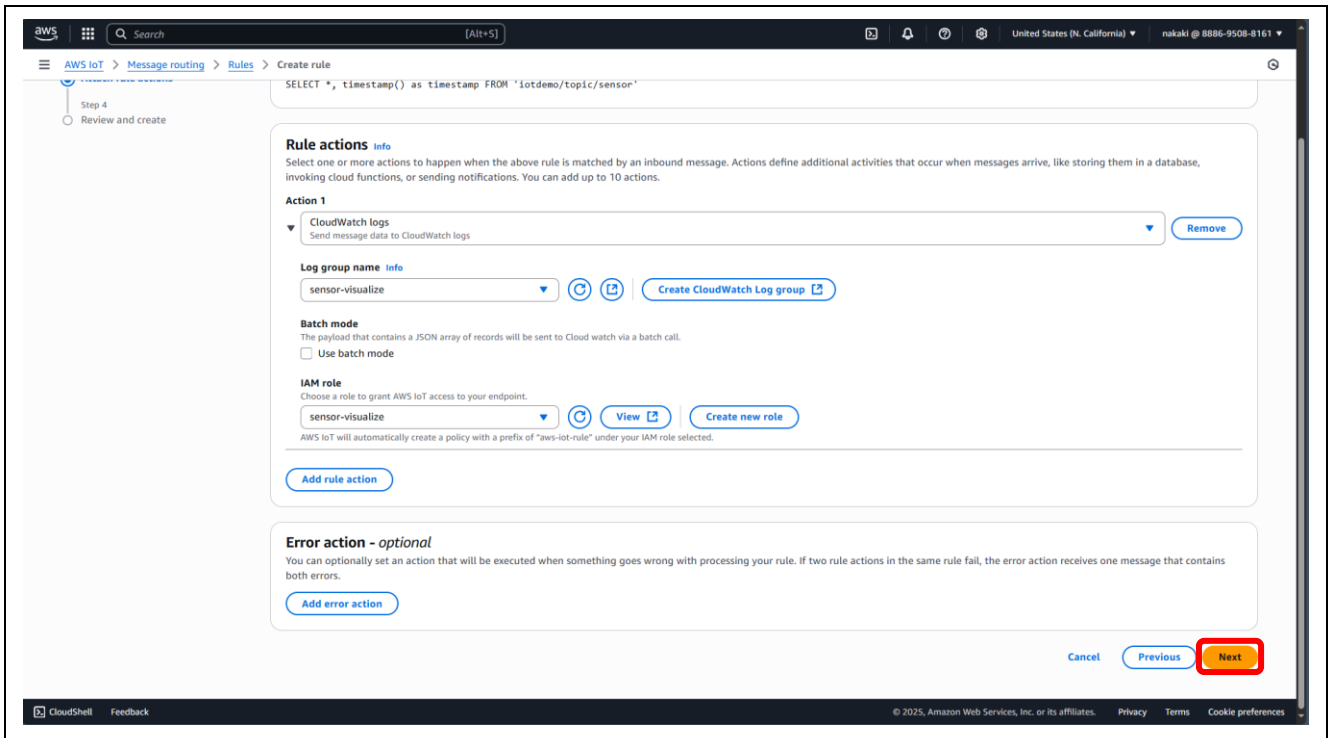 aws
Search [Alt+S]
United States (N. California) ▼ nakaki @ 8886-9508-8161 ▼
AWS IoT > Message routing > Rules > Create rule
Attach rule actions
Step 4
Review and create
SELECT *, timestamp() as timestamp FROM 'iotdemo/topic/sensor'
Rule actions Info
Select one or more actions to happen when the above rule is matched by an inbound message. Actions define additional activities that occur when messages arrive, like storing them in a database,
invoking cloud functions, or sending notifications. You can add up to 10 actions.
Action 1
CloudWatch logs
Send message data to CloudWatch logs
Remove
Log group name Info
sensor-visualize
Create CloudWatch Log group
Batch mode
The payload that contains a JSON array of records will be sent to Cloud watch via a batch call.
Use batch mode
IAM role
Choose a role to grant AWS IoT access to your endpoint.
sensor-visualize
View
Create new role
AWS IoT will automatically create a policy with a prefix of "aws-iot-rule" under your IAM role selected.
Add rule action
Error action - optional
You can optionally set an action that will be executed when something goes wrong with processing your rule. If two rule actions in the same rule fail, the error action receives one message that contains
both errors.
Add error action
Cancel Previous Next
CloudShell Feedback © 2025, Amazon Web Services, Inc. or its affiliates. Privacy Terms Cookie preferences